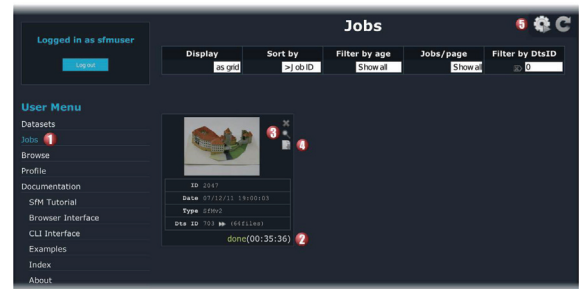 Jobs
5
Logged in as sfmuser
Log out
Display Sort by Filter by age Jobs/page Filter by DtsID
as grid >Job ID Show all Show all 0
User Menu
Datasets
Jobs 1
Browse
Profile
Documentation
SfM Tutorial
Browser Interface
CLI Interface
Examples
Index
About
3
4
ID 2047
Date 07/12/11 19:00:03
Type SfMv2
Dts ID 703 (64files)
done(00:35:36) 2